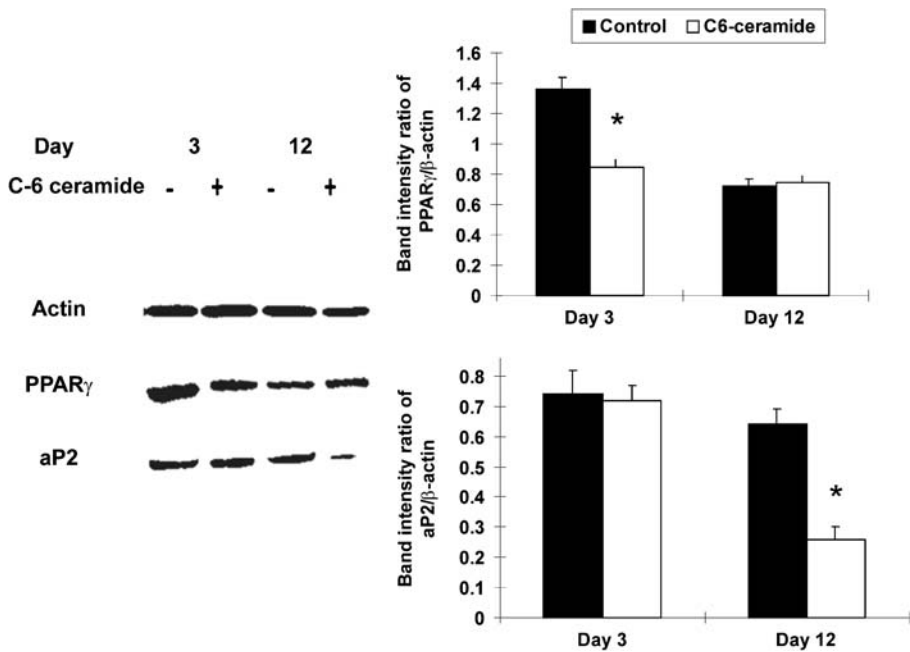 Control C6-ceramide
Day 3 12
C-6 ceramide - + - +
Actin
PPARγ
aP2
Band intensity ratio of
PPARγ/β-actin
1.6
1.4
1.2
1
0.8
0.6
0.4
0.2
0
*
Day 3 Day 12
Band intensity ratio of
aP2/β-actin
0.8
0.7
0.6
0.5
0.4
0.3
0.2
0.1
0
*
Day 3 Day 12